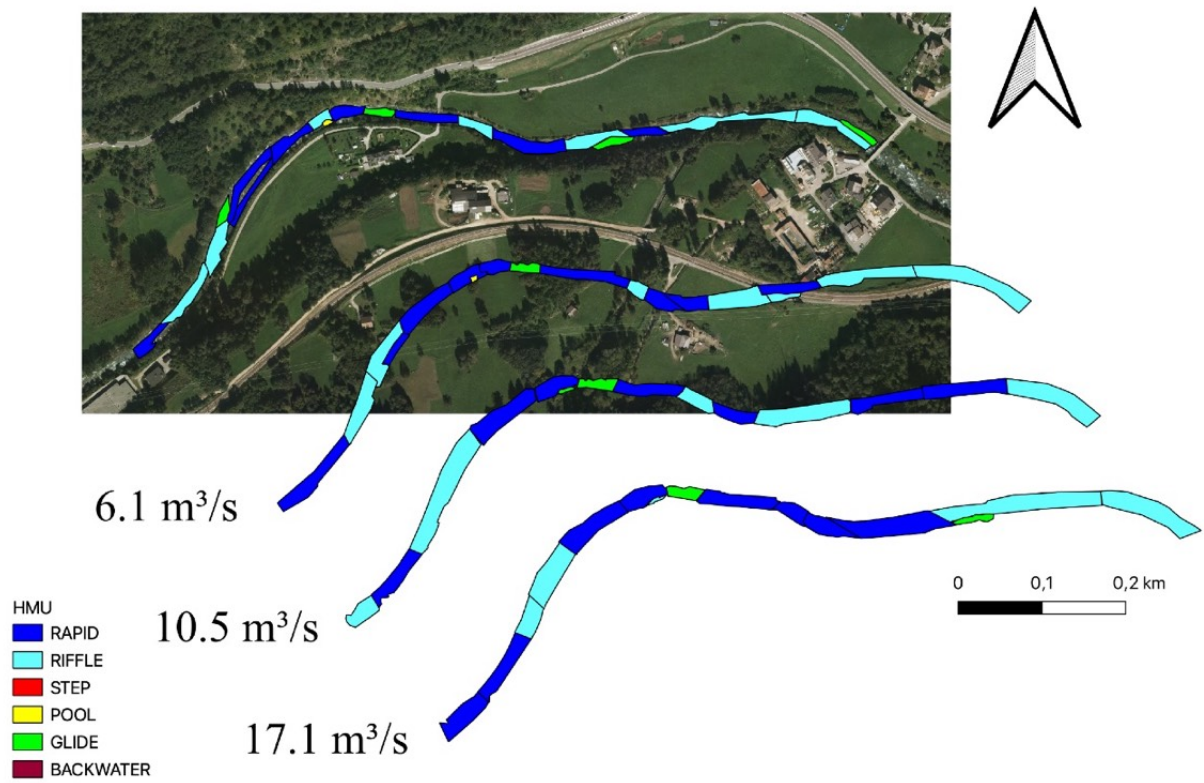 6.1 m³/s
10.5 m³/s
17.1 m³/s
0 0,1 0,2 km
HMU
RAPID
RIFFLE
STEP
POOL
GLIDE
BACKWATER